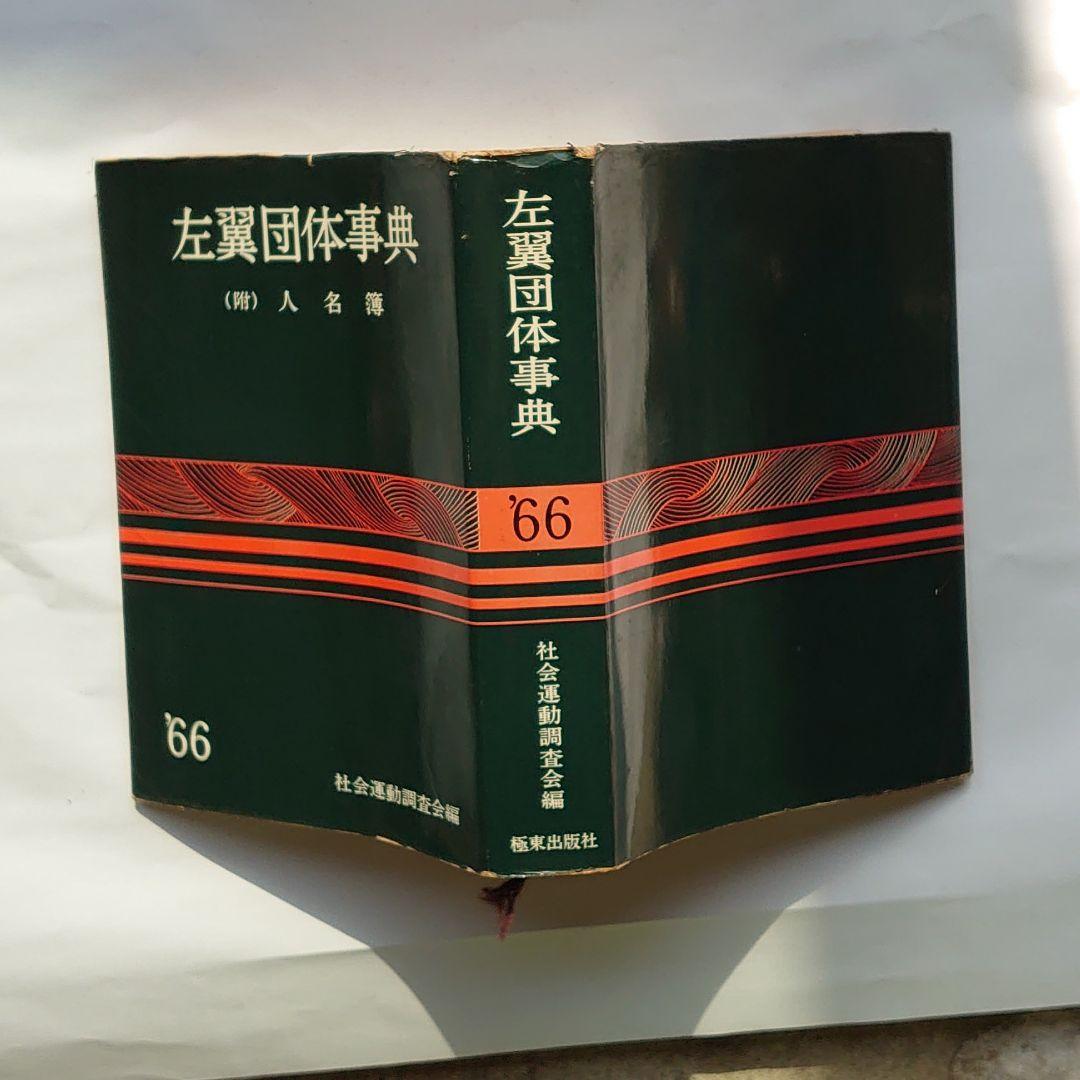 左翼団体事典
（附）人名簿
'66
社会運動調査会編
左翼団体事典
'66
社会運動調査会編
極東出版社